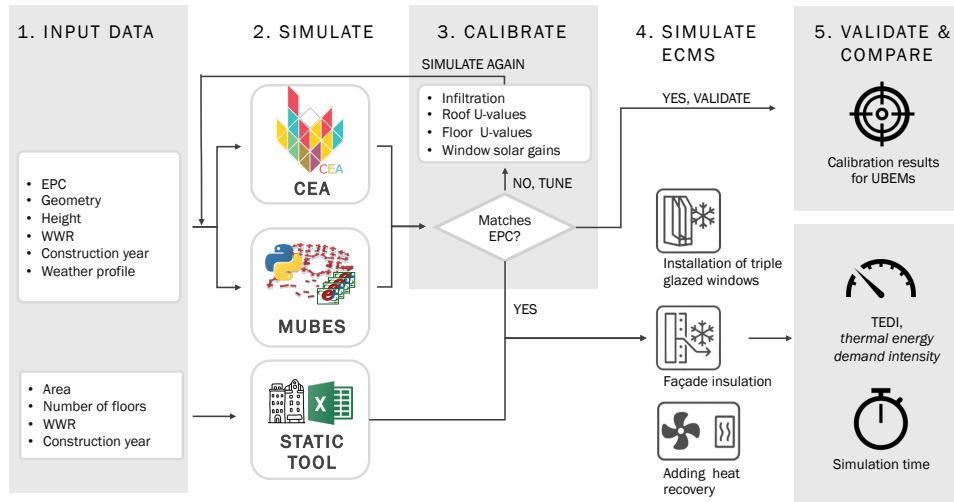 1. INPUT DATA
2. SIMULATE
3. CALIBRATE
4. SIMULATE
ECMS
5. VALIDATE &
COMPARE
SIMULATE AGAIN
• Infiltration
• Roof U-values
• Floor U-values
• Window solar gains
YES, VALIDATE
CEA
CEA
NO, TUNE
Calibration results
for UBEMs
• EPC
• Geometry
• Height
• WWR
• Construction year
• Weather profile
Matches
EPC?
Installation of triple
glazed windows
MUBES
YES
TEDI,
thermal energy
demand intensity
Façade insulation
• Area
• Number of floors
• WWR
• Construction year
X
STATIC
TOOL
Adding heat
recovery
Simulation time